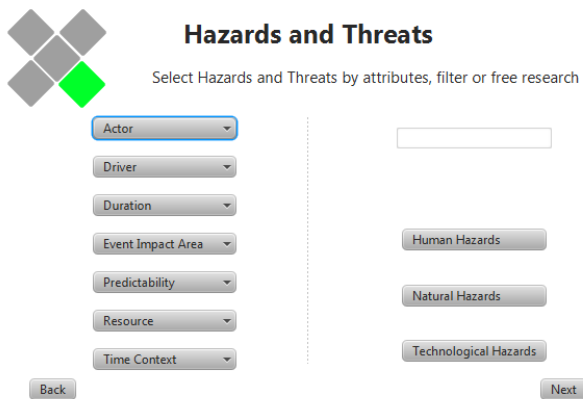 Hazards and Threats
Select Hazards and Threats by attributes, filter or free research
Actor
Driver
Duration
Event Impact Area
Predictability
Resource
Time Context
Human Hazards
Natural Hazards
Technological Hazards
Back
Next